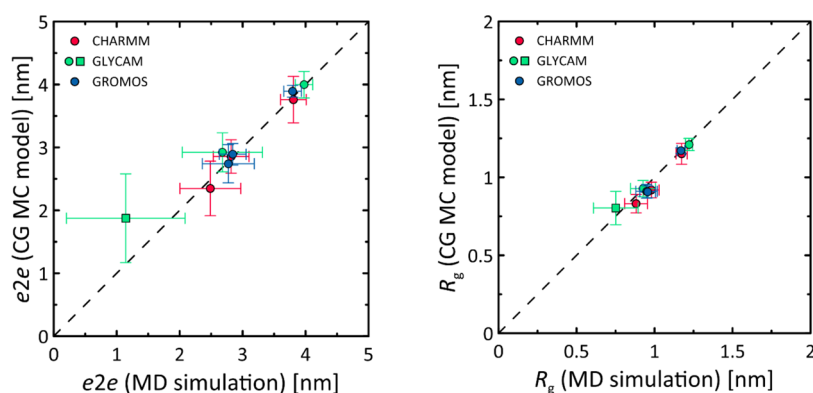 5
4
3
2
1
0
0
1
2
3
4
5
e2e (CG MC model) [nm]
e2e (MD simulation) [nm]
CHARMM
GLYCAM
GROMOS
2
1.5
1
0.5
0
0
0.5
1
1.5
2
Rg (CG MC model) [nm]
Rg (MD simulation) [nm]
CHARMM
GLYCAM
GROMOS